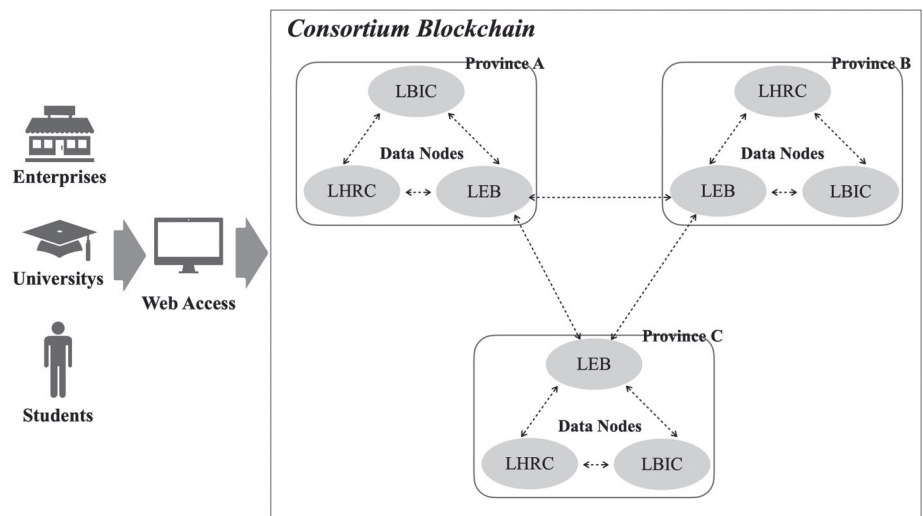 Consortium Blockchain
Enterprises
Universitys
Students
Web Access
Province A
LBIC
Data Nodes
LHRC
LEB
Province B
LHRC
Data Nodes
LEB
LBIC
Province C
LEB
Data Nodes
LHRC
LBIC